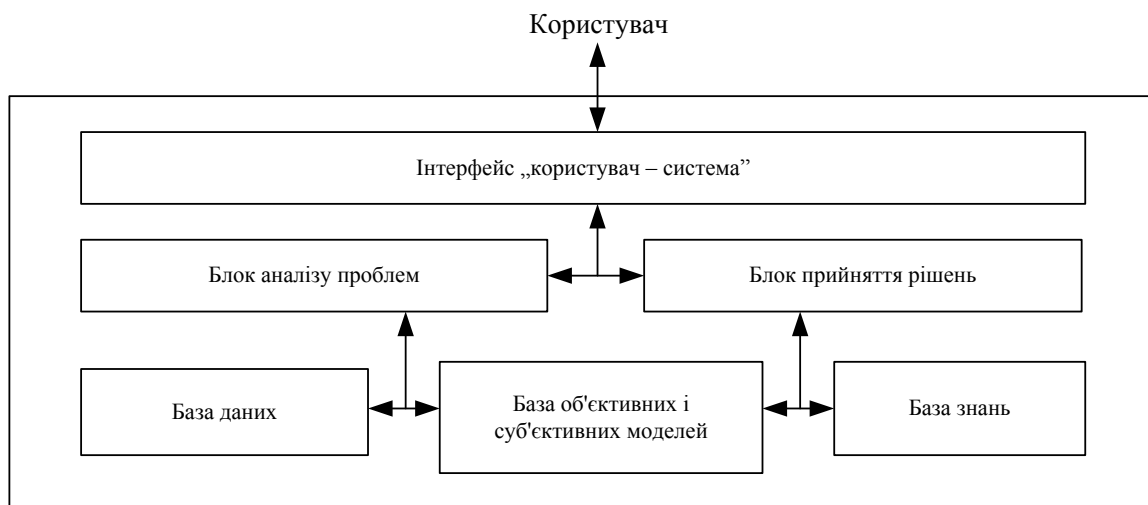 Користувач
Інтерфейс „користувач – система”
Блок аналізу проблем
Блок прийняття рішень
База даних
База об'єктивних і
суб'єктивних моделей
База знань